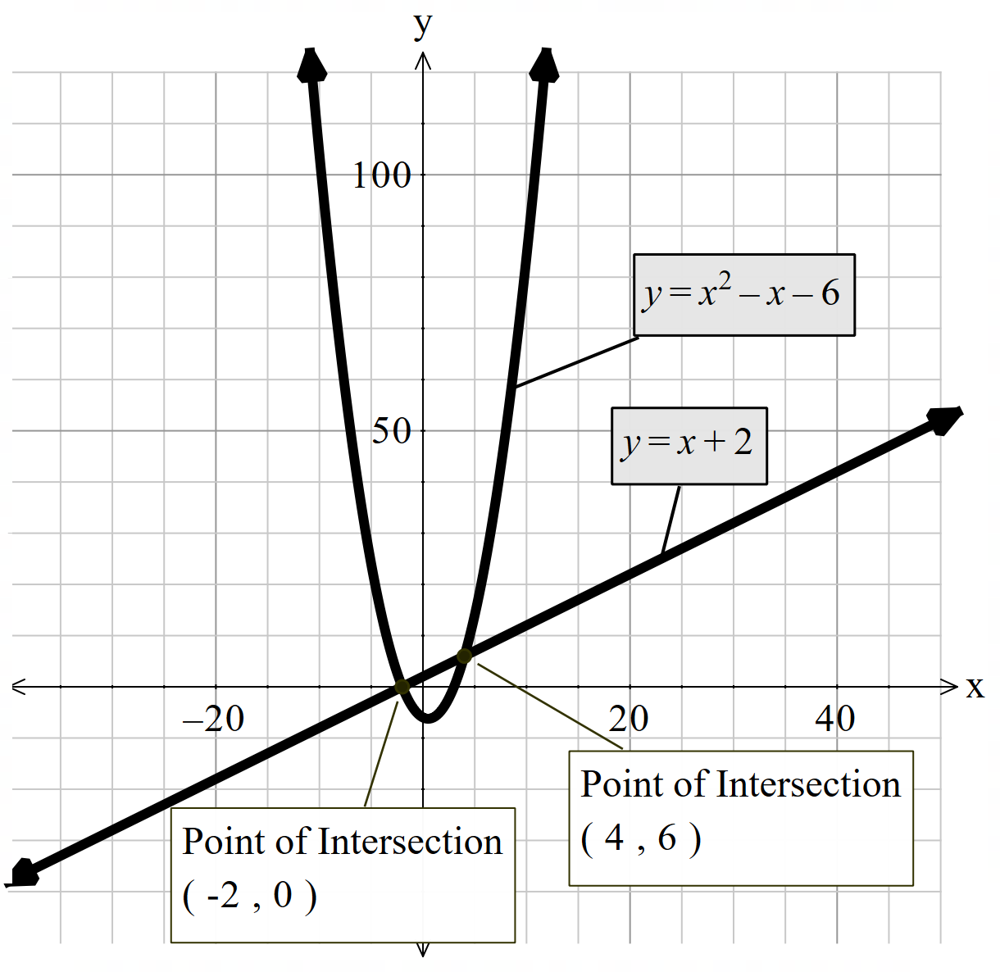 y
100
y = x² – x – 6
50
y = x + 2
x
–20
20
40
Point of Intersection
( 4 , 6 )
Point of Intersection
( -2 , 0 )